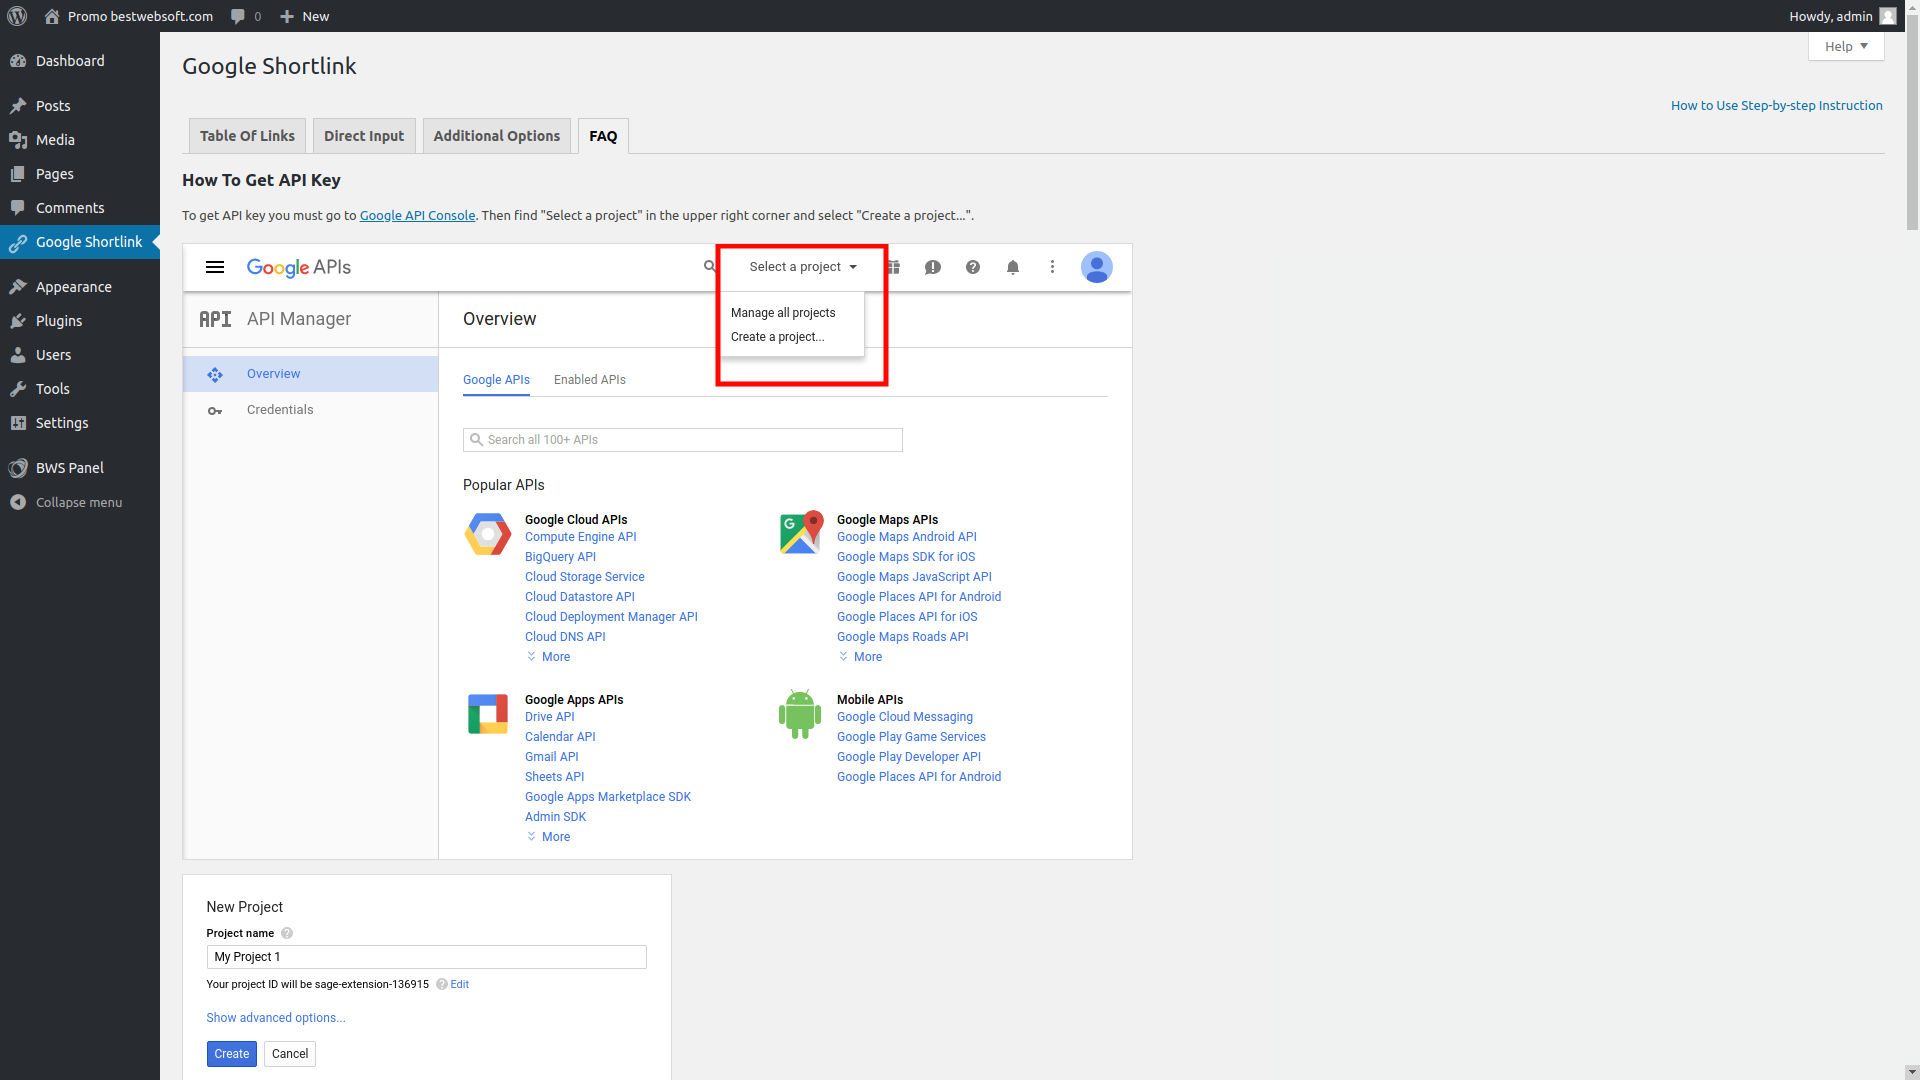 Promo bestwebsoft.com 0 New Howdy, admin
Help
Dashboard
Posts
Media
Pages
Comments
Google Shortlink
Appearance
Plugins
Users
Tools
Settings
BWS Panel
Collapse menu
Google Shortlink
How to Use Step-by-step Instruction
Table Of Links Direct Input Additional Options FAQ
How To Get API Key
To get API key you must go to Google API Console. Then find "Select a project" in the upper right corner and select "Create a project...".
Google APIs Select a project
Manage all projects
Create a project...
API API Manager
Overview
Credentials
Overview
Google APIs Enabled APIs
Search all 100+ APIs
Popular APIs
Google Cloud APIs
Compute Engine API
BigQuery API
Cloud Storage Service
Cloud Datastore API
Cloud Deployment Manager API
Cloud DNS API
More
G
Google Maps APIs
Google Maps Android API
Google Maps SDK for iOS
Google Maps JavaScript API
Google Places API for Android
Google Places API for iOS
Google Maps Roads API
More
Google Apps APIs
Drive API
Calendar API
Gmail API
Sheets API
Google Apps Marketplace SDK
Admin SDK
More
Mobile APIs
Google Cloud Messaging
Google Play Game Services
Google Play Developer API
Google Places API for Android
New Project
Project name ?
My Project 1
Your project ID will be sage-extension-136915 ? Edit
Show advanced options...
Create Cancel